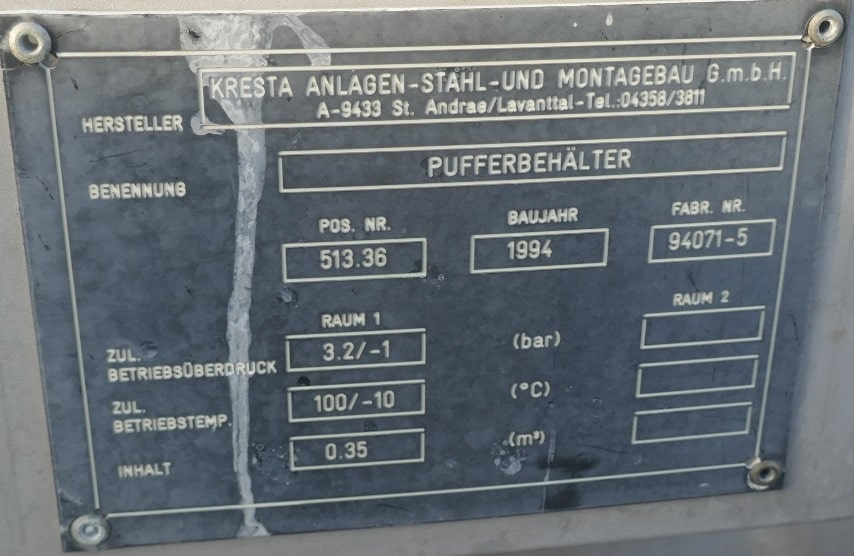 KRESTA ANLAGEN-STAHL-UND MONTAGEBAU G.m.b.H.
A-9433 St. Andrae/Lavanttal-Tel.:04358/3811
HERSTELLER
BENENNUNG PUFFERBEHÄLTER
POS. NR. BAUJAHR FABR. NR.
513.36 1994 94071-5
RAUM 1 RAUM 2
ZUL.
BETRIEBSÜBERDRUCK 3.2/-1 (bar)
ZUL.
BETRIEBSTEMP. 100/-10 (°C)
INHALT 0.35 (m³)